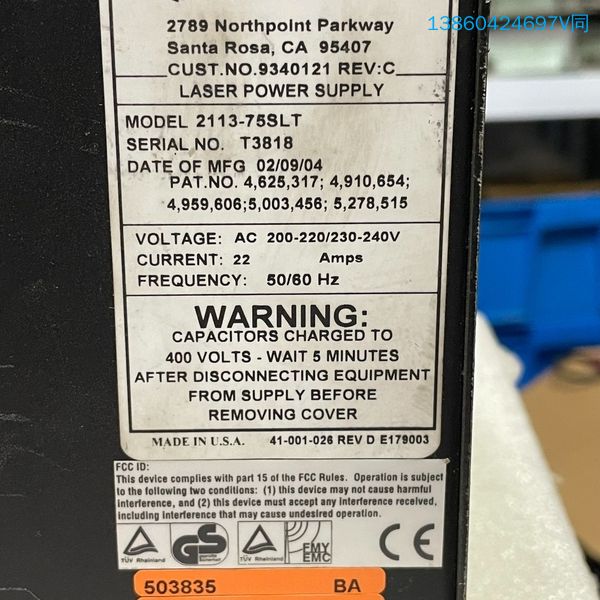 13860424697V同
2789 Northpoint Parkway
Santa Rosa, CA 95407
CUST.NO.9340121 REV:C
LASER POWER SUPPLY
MODEL 2113-75SLT
SERIAL NO. T3818
DATE OF MFG 02/09/04
PAT.NO. 4,625,317; 4,910,654;
4,959,606;5,003,456; 5,278,515
VOLTAGE: AC 200-220/230-240V
CURRENT: 22 Amps
FREQUENCY: 50/60 Hz
WARNING:
CAPACITORS CHARGED TO
400 VOLTS - WAIT 5 MINUTES
AFTER DISCONNECTING EQUIPMENT
FROM SUPPLY BEFORE
REMOVING COVER
MADE IN U.S.A. 41-001-026 REV D E179003
FCC ID:
This device complies with part 15 of the FCC Rules. Operation is subject
to the following two conditions: (1) this device may not cause harmful
interference, and (2) this device must accept any interference received,
including interference that may cause undesired operation.
TÜV Rheinland
GS
geprüfte Sicherheit
TÜV Rheinland
FMY
EMC
CE
503835 BA